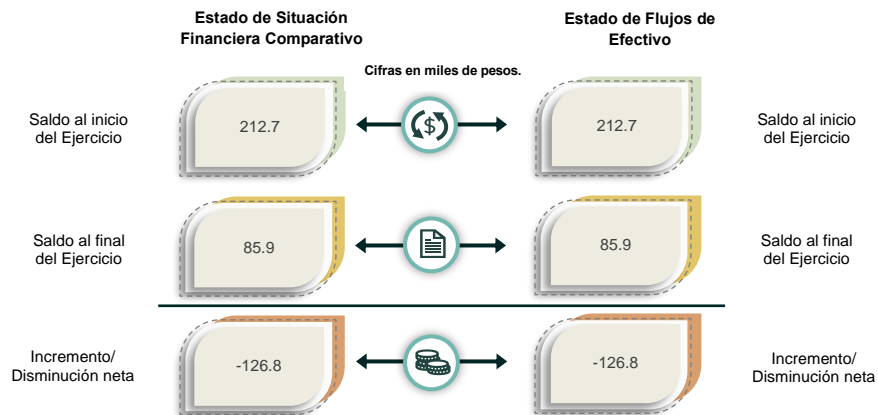 Estado de Situación
Financiera Comparativo
Estado de Flujos de
Efectivo
Cifras en miles de pesos.
Saldo al inicio
del Ejercicio
212.7
$
212.7
Saldo al inicio
del Ejercicio
Saldo al final
del Ejercicio
85.9
85.9
Saldo al final
del Ejercicio
Incremento/
Disminución neta
-126.8
-126.8
Incremento/
Disminución neta